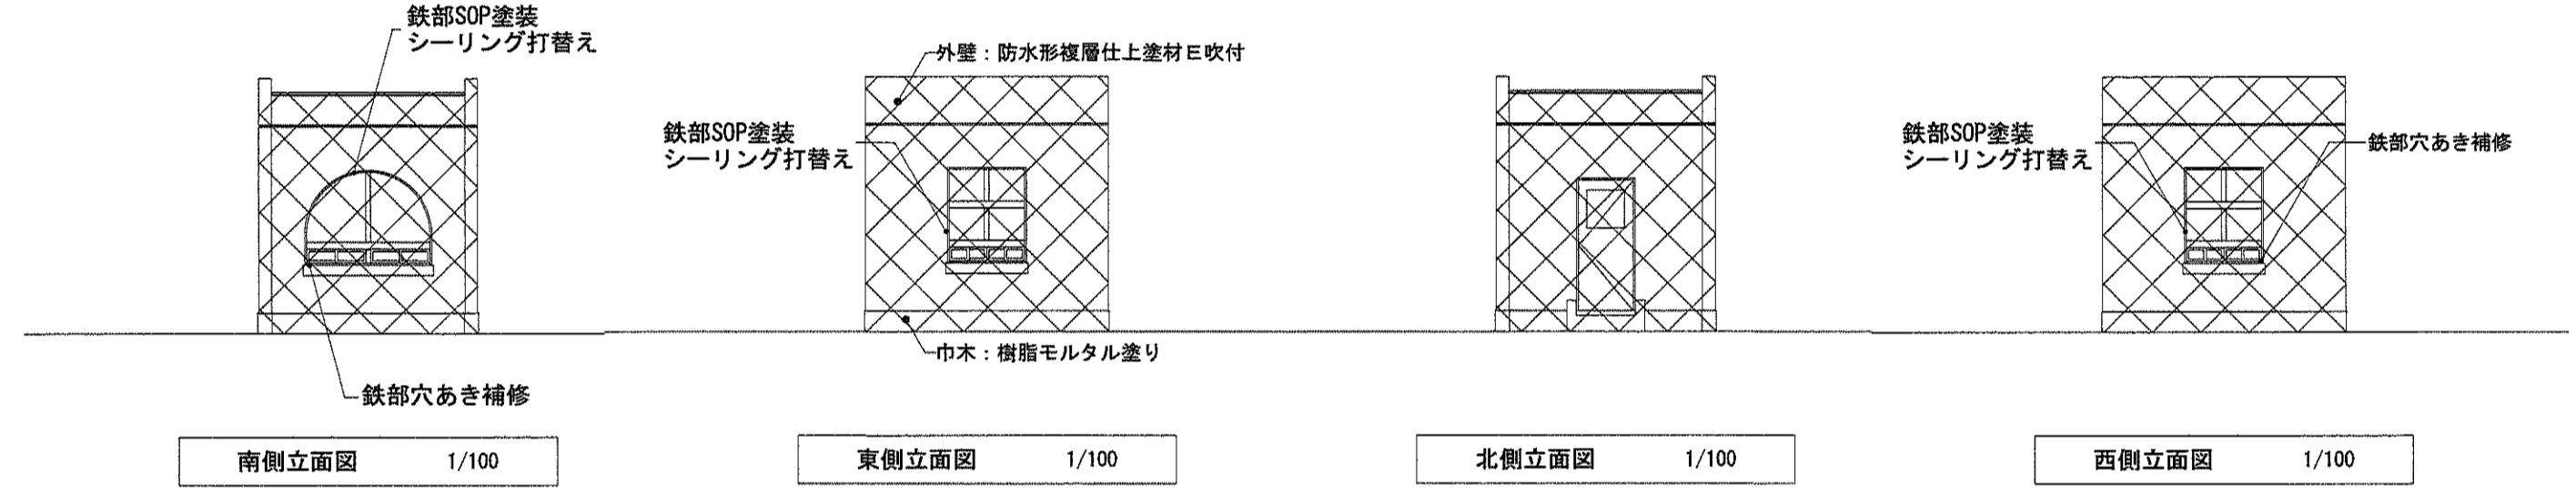 鉄部SOP塗装
シーリング打替え
鉄部穴あき補修
外壁：防水形複層仕上塗材E吹付
鉄部SOP塗装
シーリング打替え
巾木：樹脂モルタル塗り
鉄部SOP塗装
シーリング打替え
鉄部穴あき補修
南側立面図 1/100
東側立面図 1/100
北側立面図 1/100
西側立面図 1/100